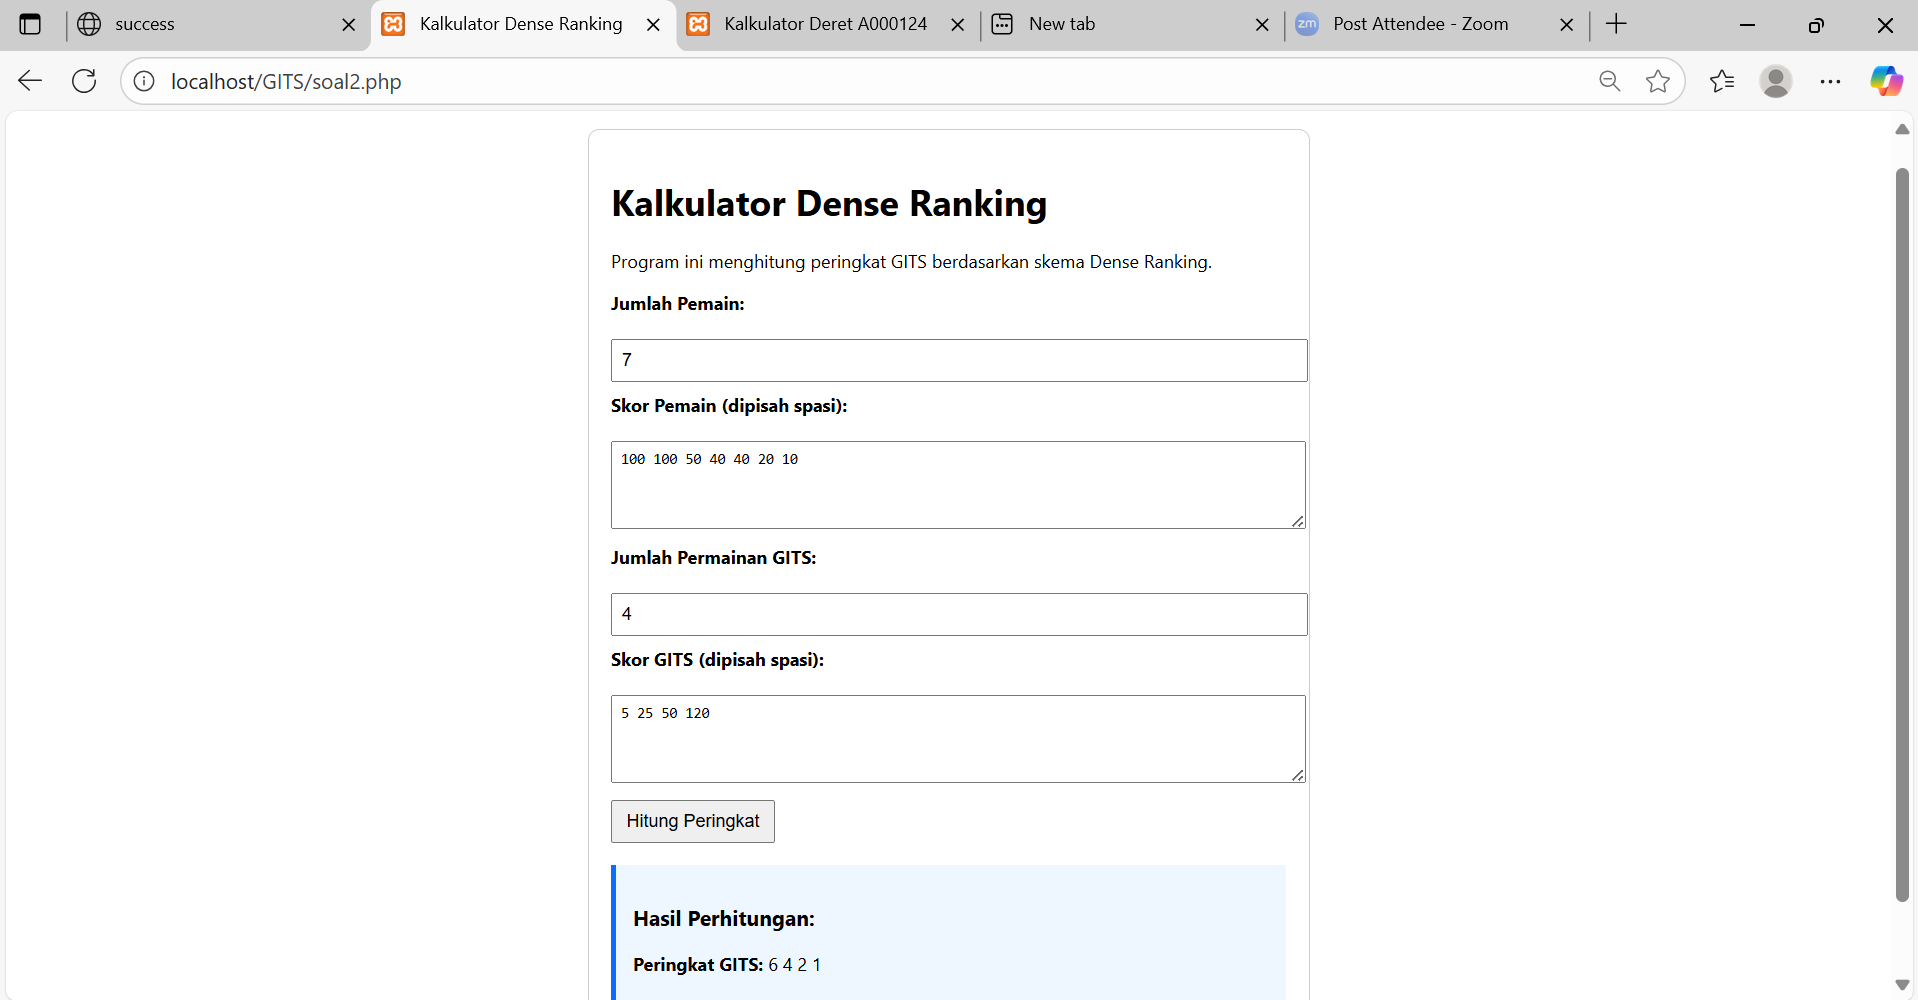 success
Kalkulator Dense Ranking
Kalkulator Deret A000124
New tab
zm
Post Attendee - Zoom
localhost/GITS/soal2.php
Kalkulator Dense Ranking
Program ini menghitung peringkat GITS berdasarkan skema Dense Ranking.
Jumlah Pemain:
7
Skor Pemain (dipisah spasi):
100 100 50 40 40 20 10
Jumlah Permainan GITS:
4
Skor GITS (dipisah spasi):
5 25 50 120
Hitung Peringkat
Hasil Perhitungan:
Peringkat GITS: 6 4 2 1